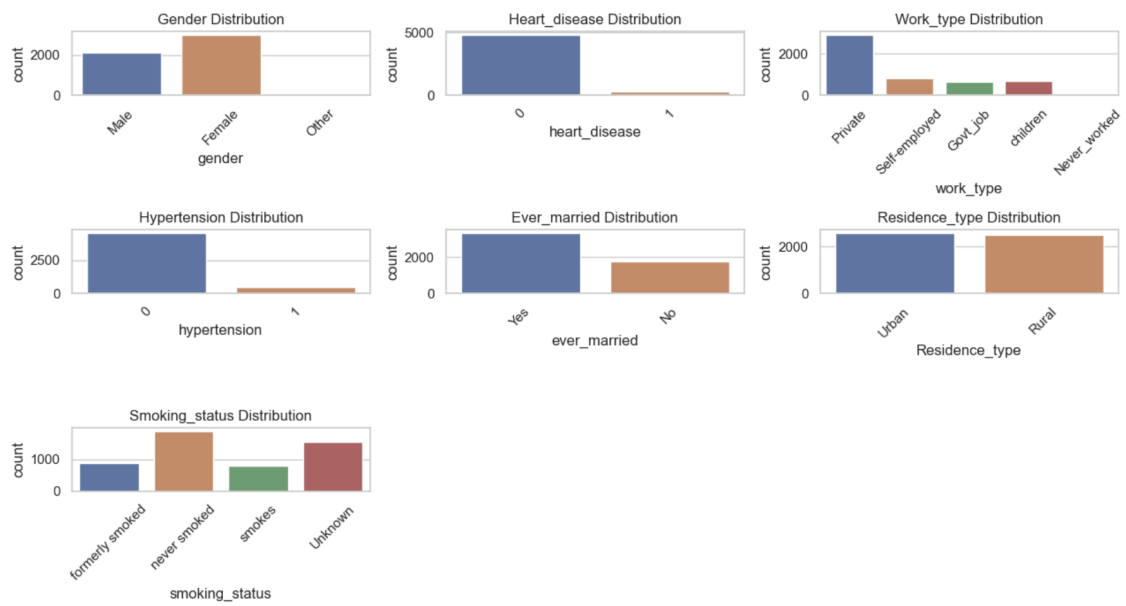 Gender Distribution
count
2000
0
Male
Female
Other
gender
Heart_disease Distribution
count
5000
0
0
1
heart_disease
Work_type Distribution
count
2000
0
Private
Self-employed
Govt_job
children
Never_worked
work_type
Hypertension Distribution
count
2500
0
0
1
hypertension
Ever_married Distribution
count
2000
0
Yes
No
ever_married
Residence_type Distribution
count
2000
0
Urban
Rural
Residence_type
Smoking_status Distribution
count
1000
0
formerly smoked
never smoked
smokes
Unknown
smoking_status